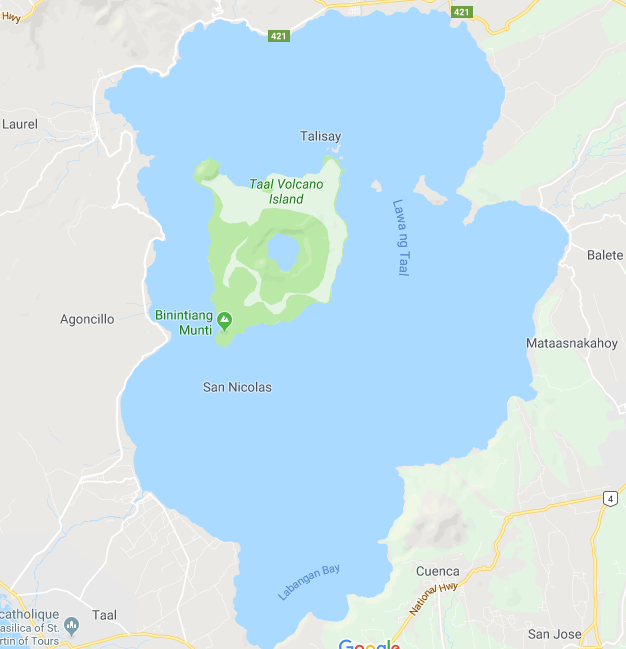 Hwy
421
421
Laurel
Talisay
Taal Volcano
Island
Lawa ng Taal
Balete
Agoncillo
Binintiang
Munti
Mataasnakahoy
San Nicolas
4
Labangan Bay
Cuenca
National Hwy
catholique
asilica of St.
rtin of Tours
Taal
San Jose
Google